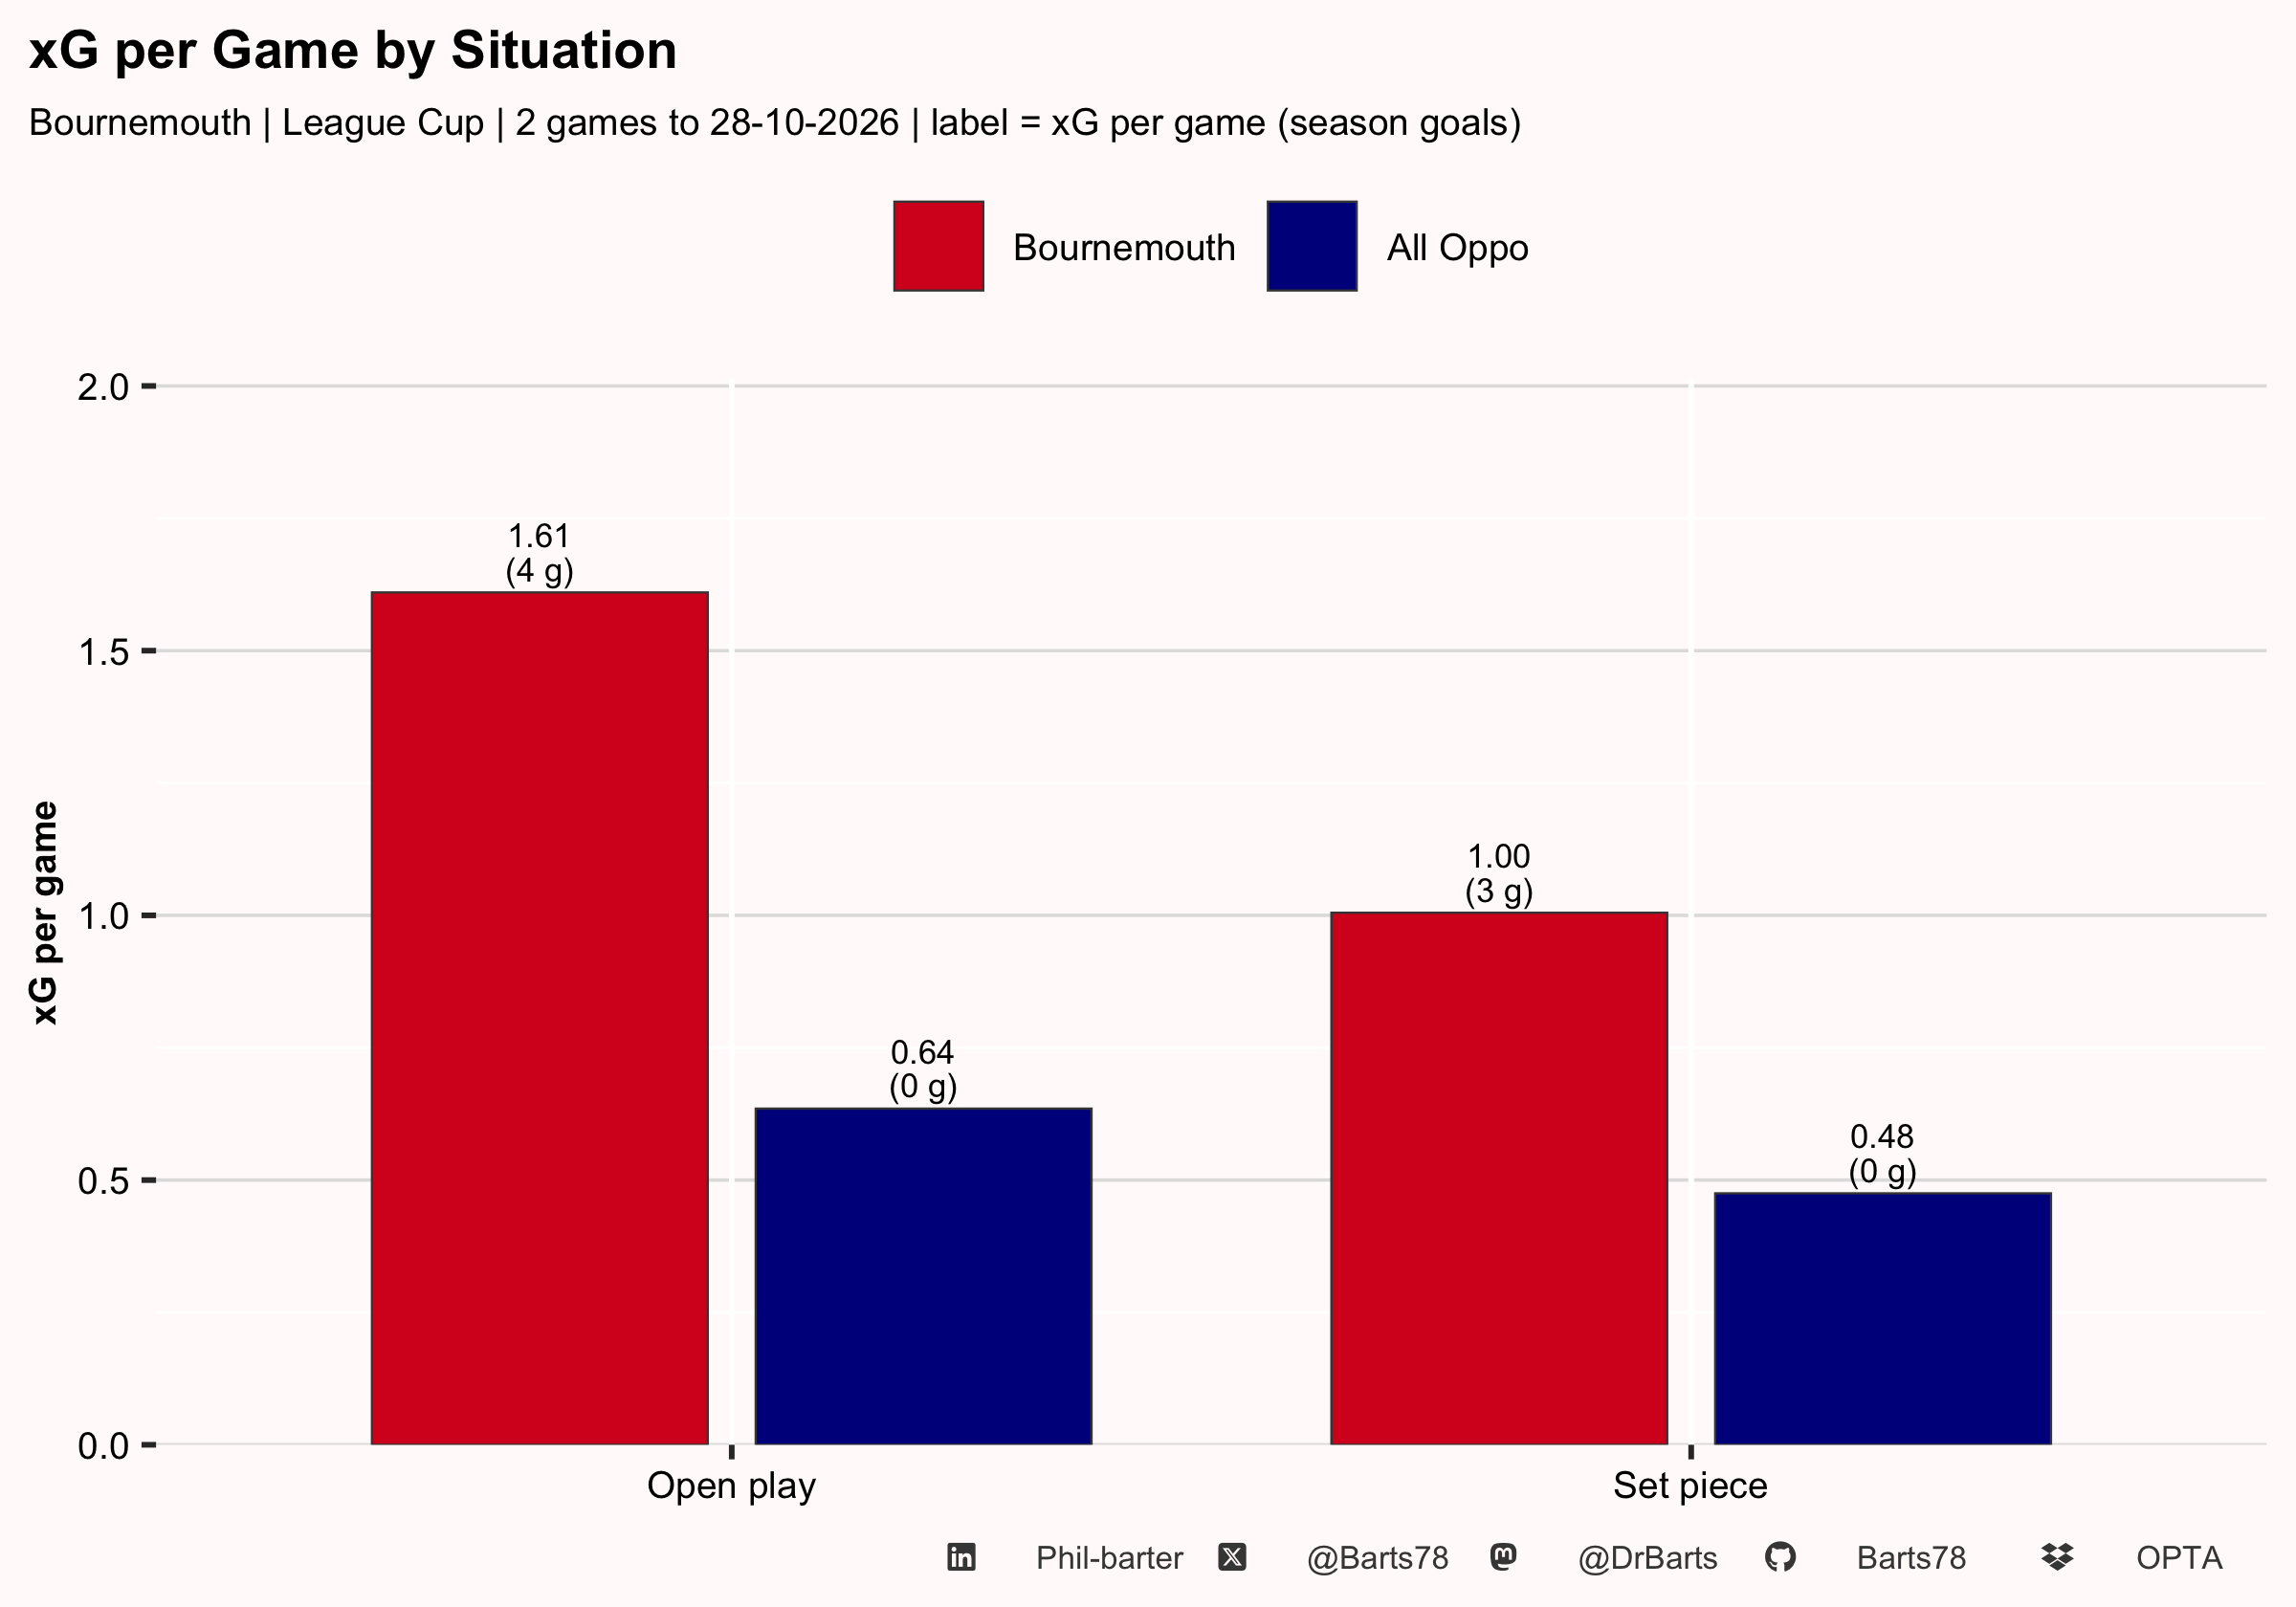 xG per Game by Situation
Bournemouth | League Cup | 2 games to 28-10-2026 | label = xG per game (season goals)
Bournemouth
All Oppo
xG per game
2.0
1.5
1.0
0.5
0.0
1.61
(4 g)
0.64
(0 g)
1.00
(3 g)
0.48
(0 g)
Open play
Set piece
Phil-barter
@Barts78
@DrBarts
Barts78
OPTA